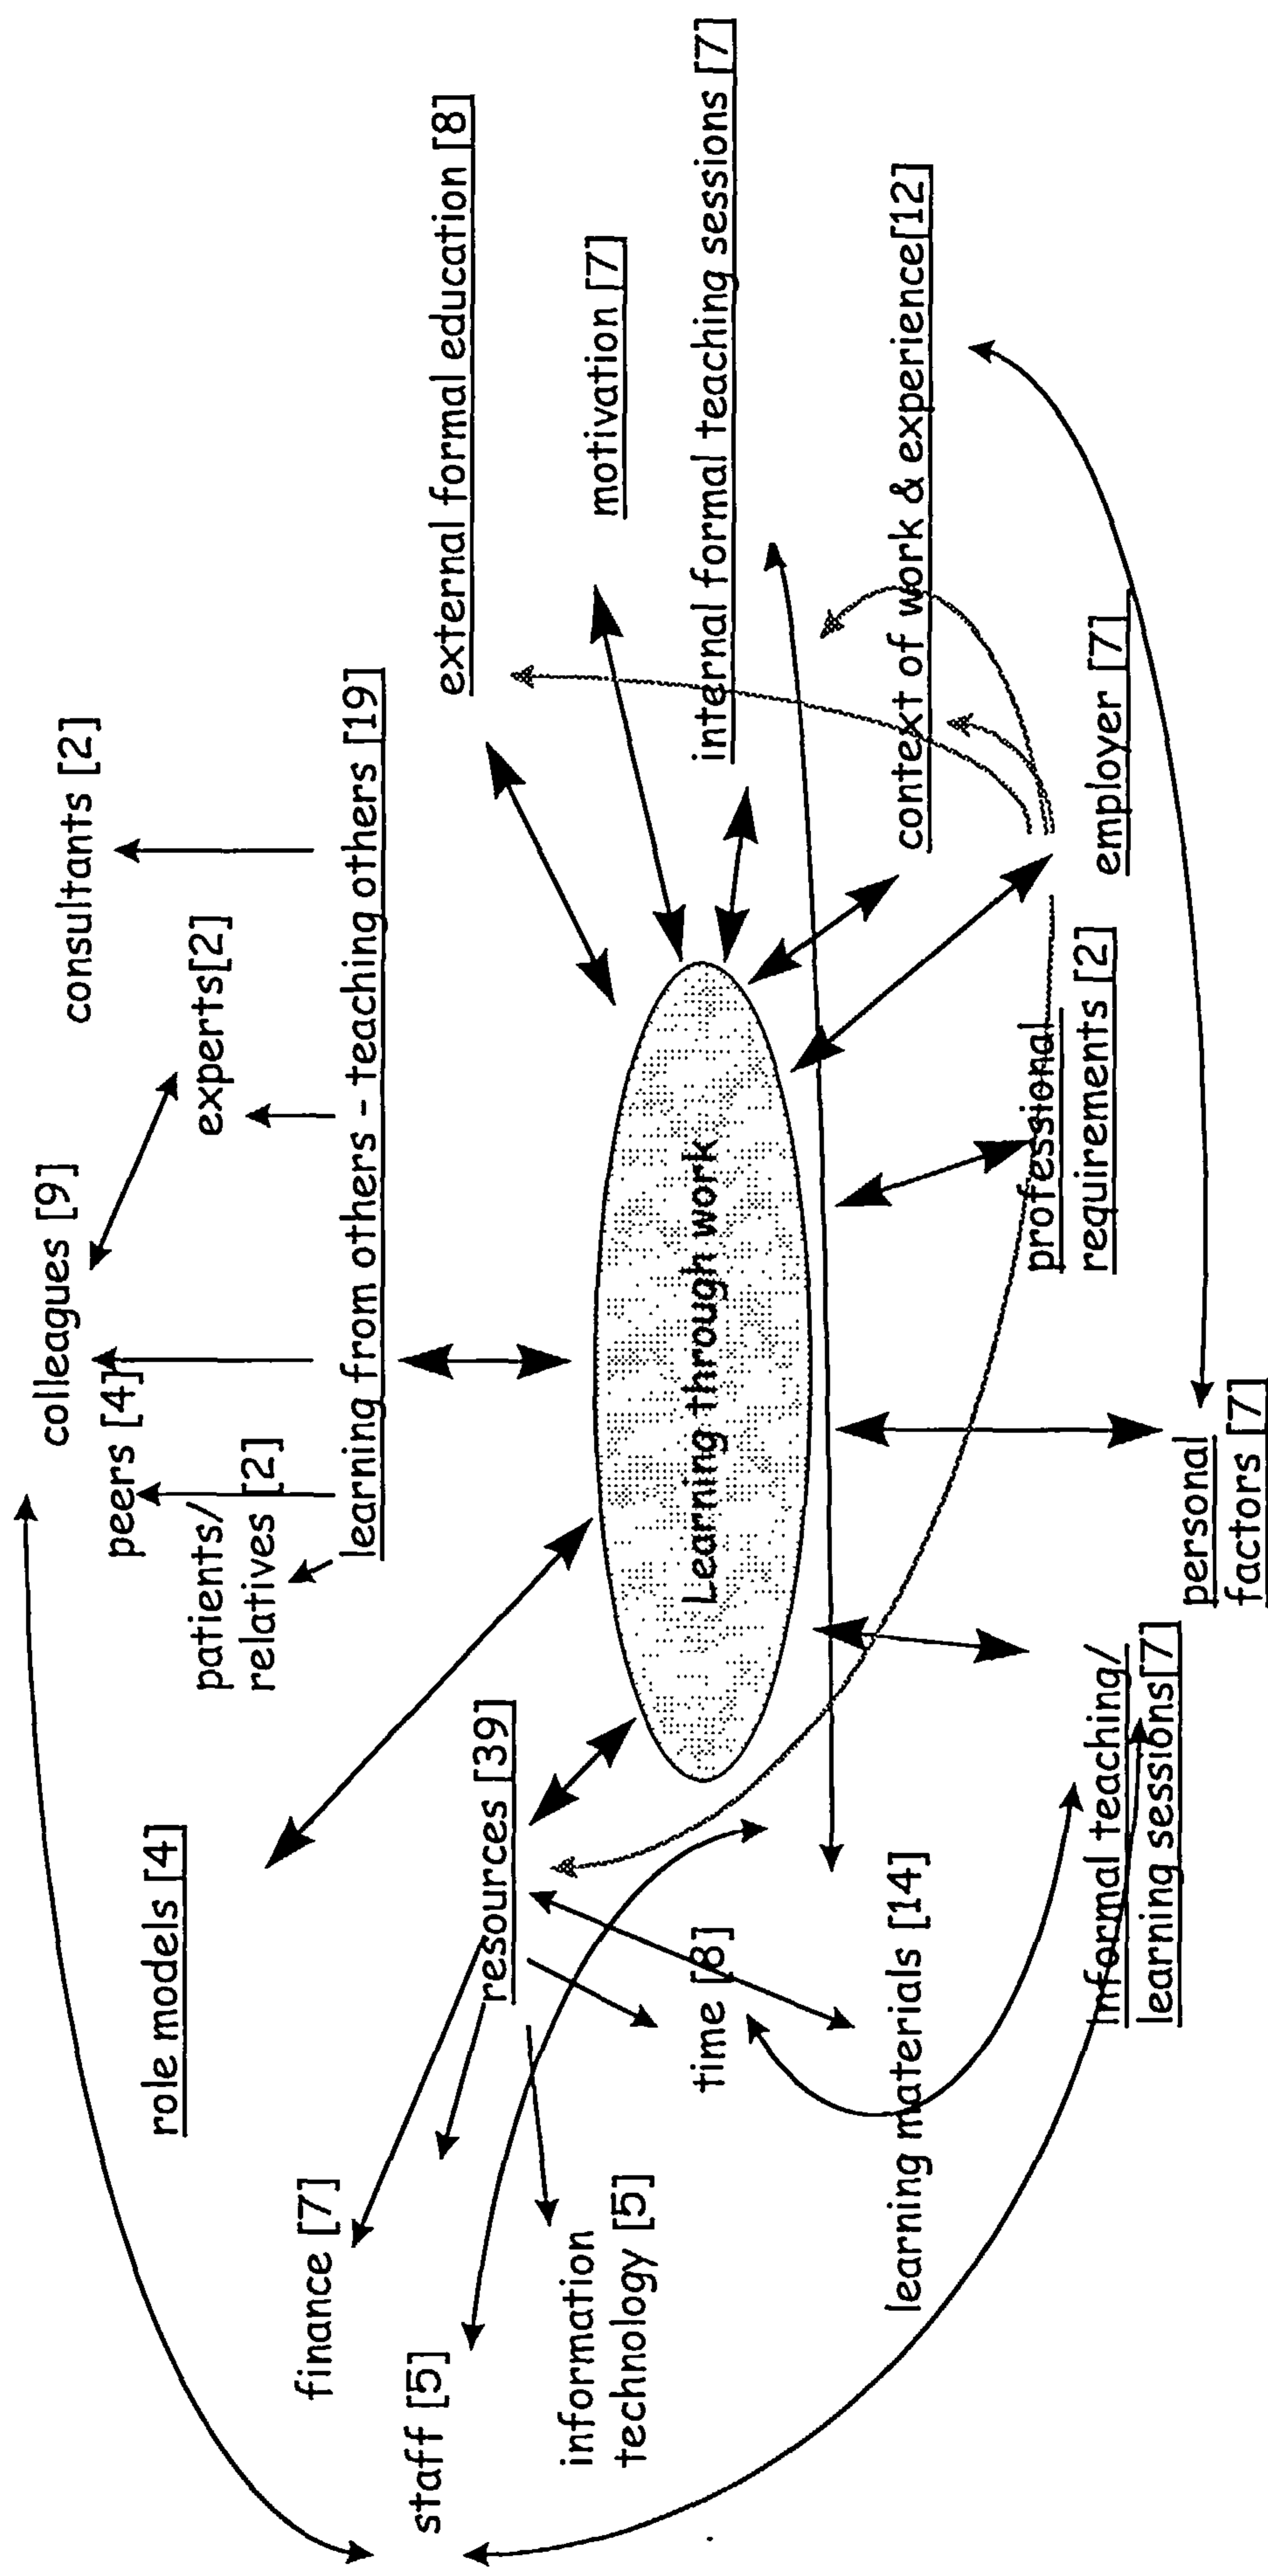 colleagues [9]
consultants [2]
peers [4]
experts[2]
patients/
relatives [2]
role models [4]
learning from others - teaching others [19]
finance [7]
external formal education [8]
staff [5]
resources [39]
motivation [7]
information
technology [5]
Learning through work
time [8]
internal formal teaching sessions [7]
learning materials [14]
context of work & experience[12]
professional
requirements [2]
employer [7]
informal teaching/
learning sessions[7]
personal
factors [7]